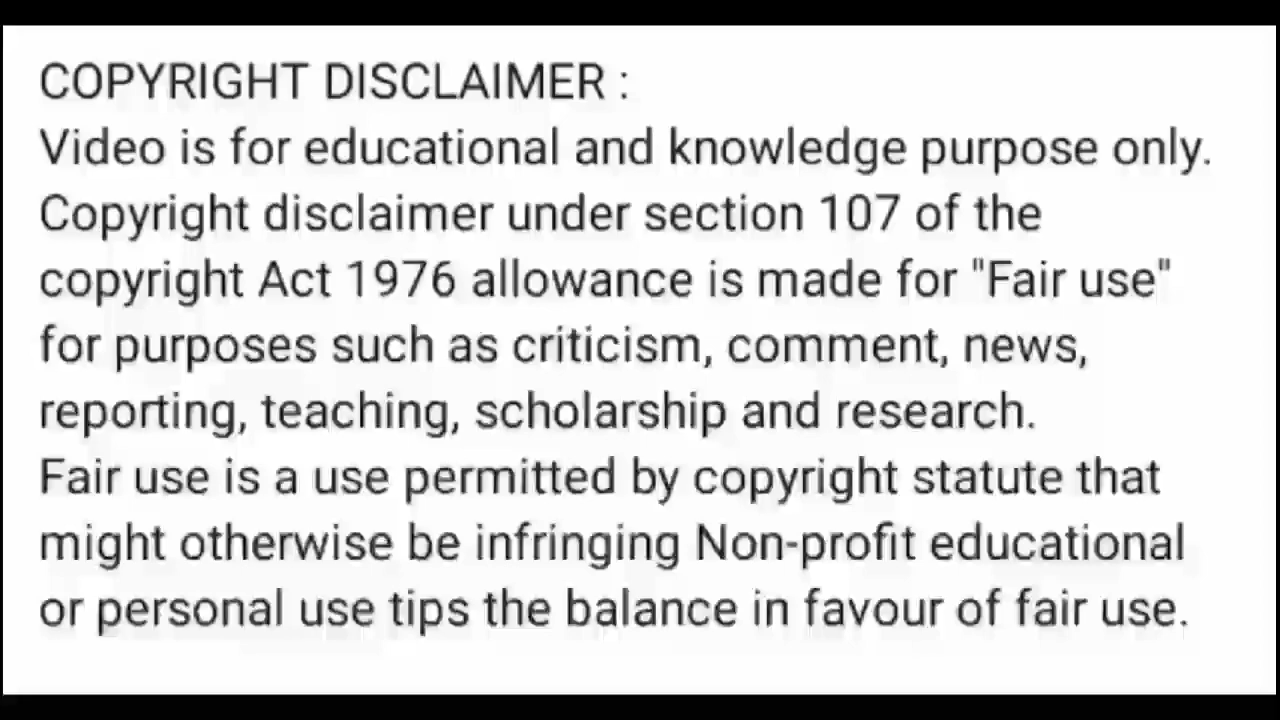 COPYRIGHT DISCLAIMER :
Video is for educational and knowledge purpose only.
Copyright disclaimer under section 107 of the
copyright Act 1976 allowance is made for "Fair use"
for purposes such as criticism, comment, news,
reporting, teaching, scholarship and research.
Fair use is a use permitted by copyright statute that
might otherwise be infringing Non-profit educational
or personal use tips the balance in favour of fair use.